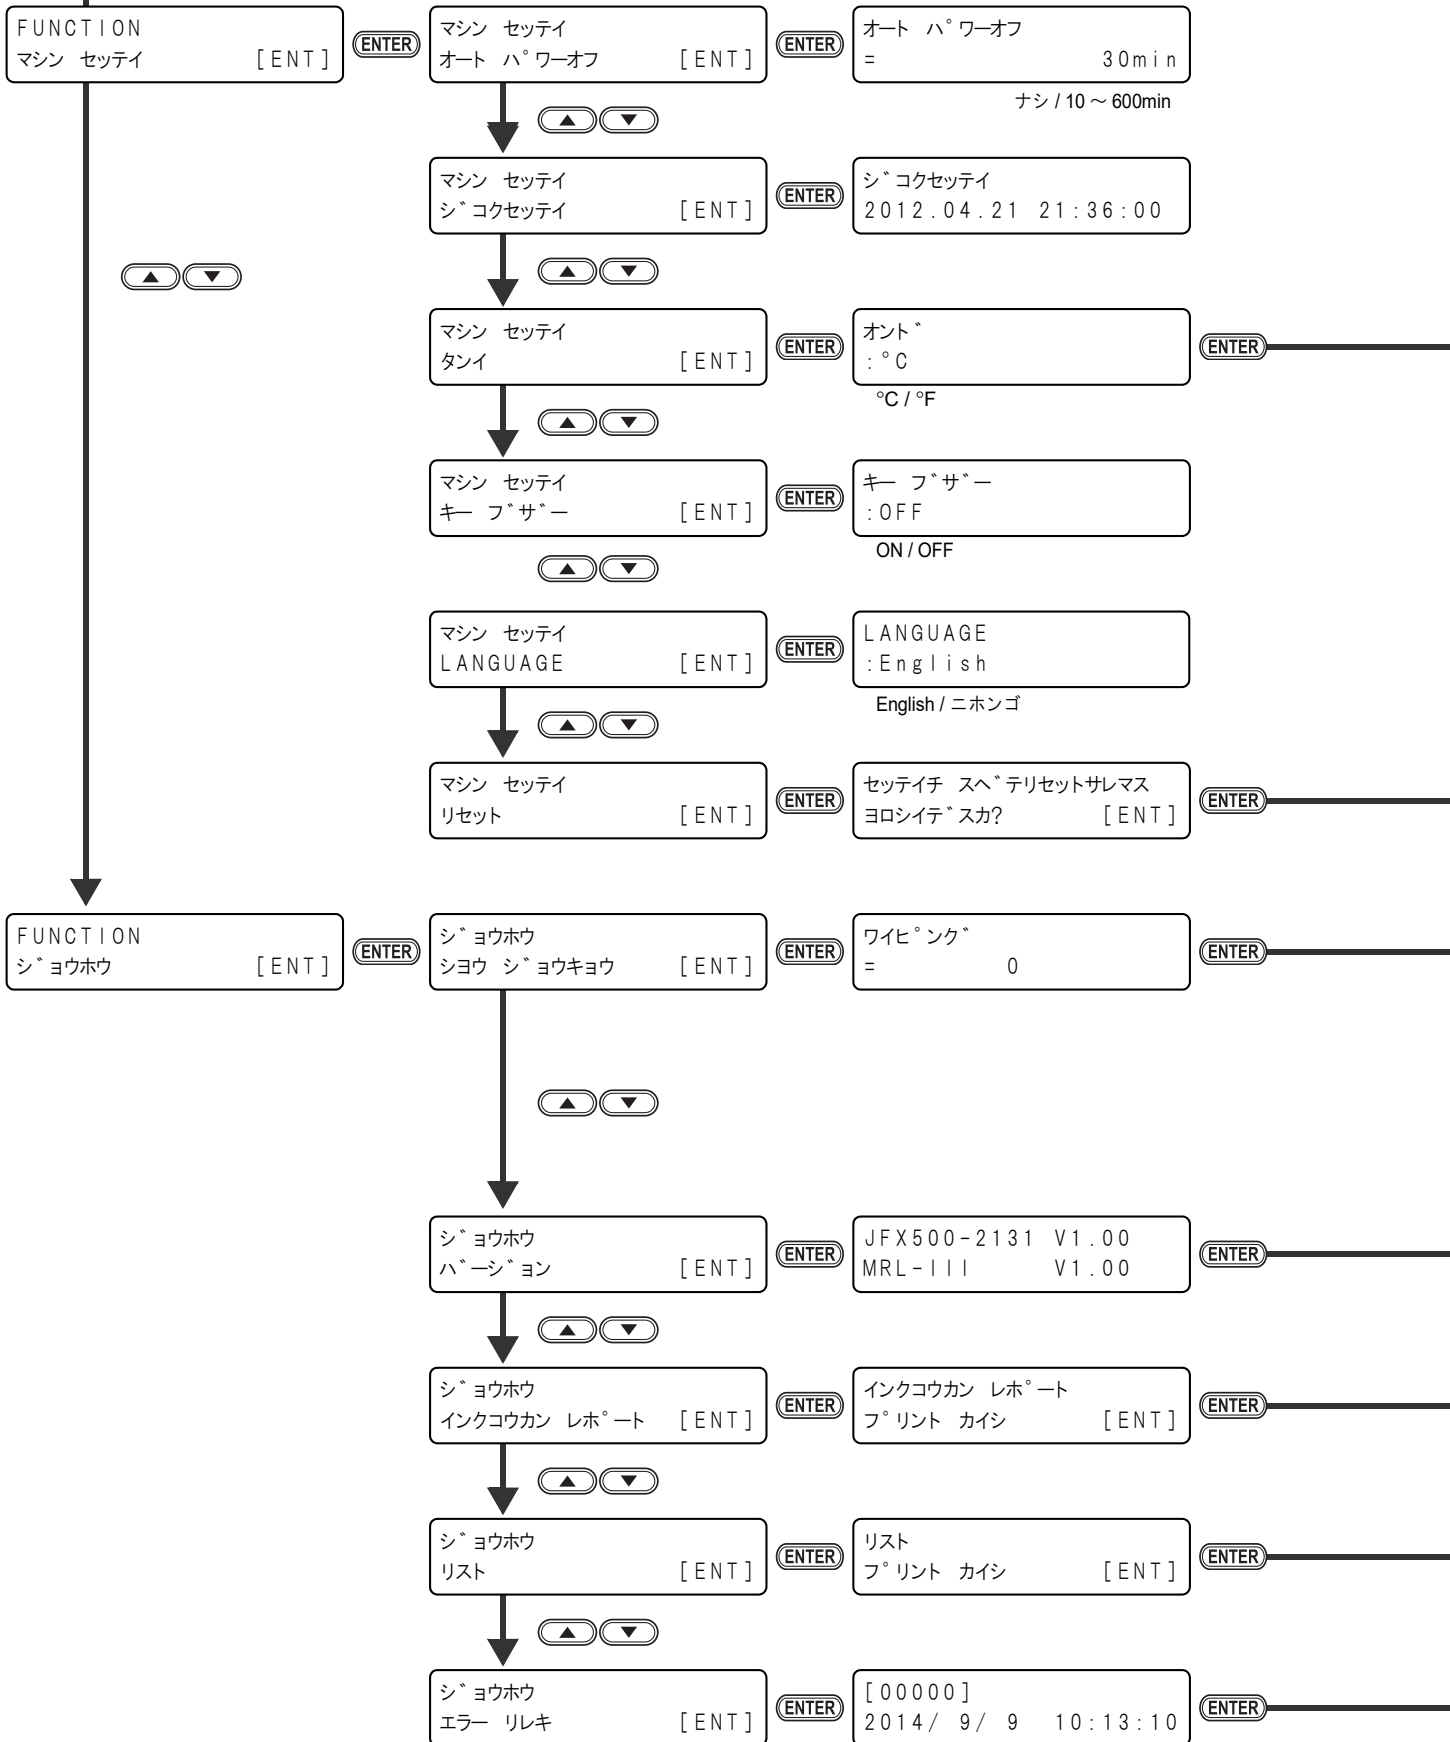 FUNCTION
マシン セッテイ [ENT]
ENTER
マシン セッテイ
オート ハ゜ワーオフ [ENT]
ENTER
オート ハ゜ワーオフ
= 30min
ナシ / 10 ～ 600min
マシン セッテイ
シ゛コクセッテイ [ENT]
ENTER
シ゛コクセッテイ
2012.04.21 21:36:00
マシン セッテイ
タンイ [ENT]
ENTER
オント゛
:°C
ENTER
°C / °F
マシン セッテイ
キー フ゛サ゛ー [ENT]
ENTER
キー フ゛サ゛ー
:OFF
ON / OFF
マシン セッテイ
LANGUAGE [ENT]
ENTER
LANGUAGE
:English
English / ニホンゴ
マシン セッテイ
リセット [ENT]
ENTER
セッテイチ スヘ゛テリセットサレマス
ヨロシイテ゛スカ? [ENT]
ENTER
FUNCTION
シ゛ョウホウ [ENT]
ENTER
シ゛ョウホウ
シヨウ シ゛ョウキョウ [ENT]
ENTER
ワイヒ゜ンク゛
= 0
ENTER
シ゛ョウホウ
ハ゛ーシ゛ョン [ENT]
ENTER
JFX500-2131 V1.00
MRL-III V1.00
ENTER
シ゛ョウホウ
インクコウカン レホ゜ート [ENT]
ENTER
インクコウカン レホ゜ート
フ゜リント カイシ [ENT]
ENTER
シ゛ョウホウ
リスト [ENT]
ENTER
リスト
フ゜リント カイシ [ENT]
ENTER
シ゛ョウホウ
エラー リレキ [ENT]
ENTER
[00000]
2014/ 9/ 9 10:13:10
ENTER